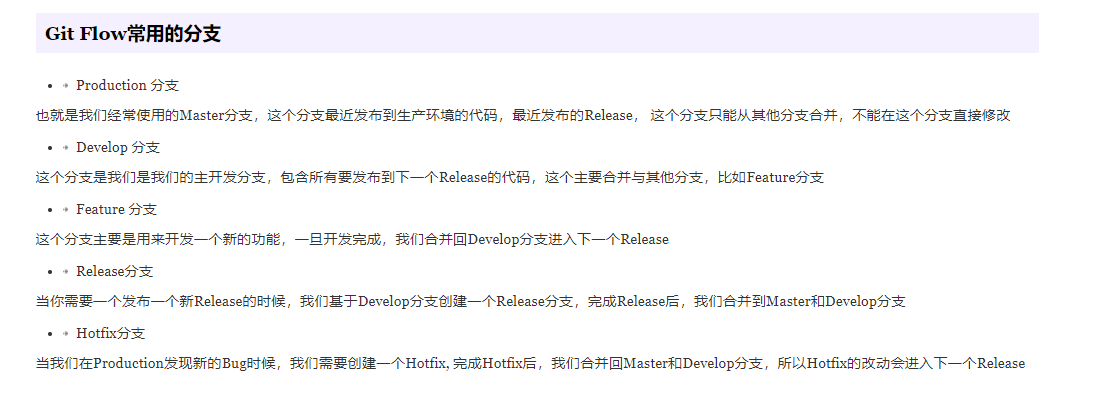 Git Flow常用的分支
Production 分支
也就是我们经常使用的Master分支，这个分支最近发布到生产环境的代码，最近发布的Release， 这个分支只能从其他分支合并，不能在这个分支直接修改
Develop 分支
这个分支是我们是我们的主开发分支，包含所有要发布到下一个Release的代码，这个主要合并与其他分支，比如Feature分支
Feature 分支
这个分支主要是用来开发一个新的功能，一旦开发完成，我们合并回Develop分支进入下一个Release
Release分支
当你需要一个发布一个新Release的时候，我们基于Develop分支创建一个Release分支，完成Release后，我们合并到Master和Develop分支
Hotfix分支
当我们在Production发现新的Bug时候，我们需要创建一个Hotfix, 完成Hotfix后，我们合并回Master和Develop分支，所以Hotfix的改动会进入下一个Release